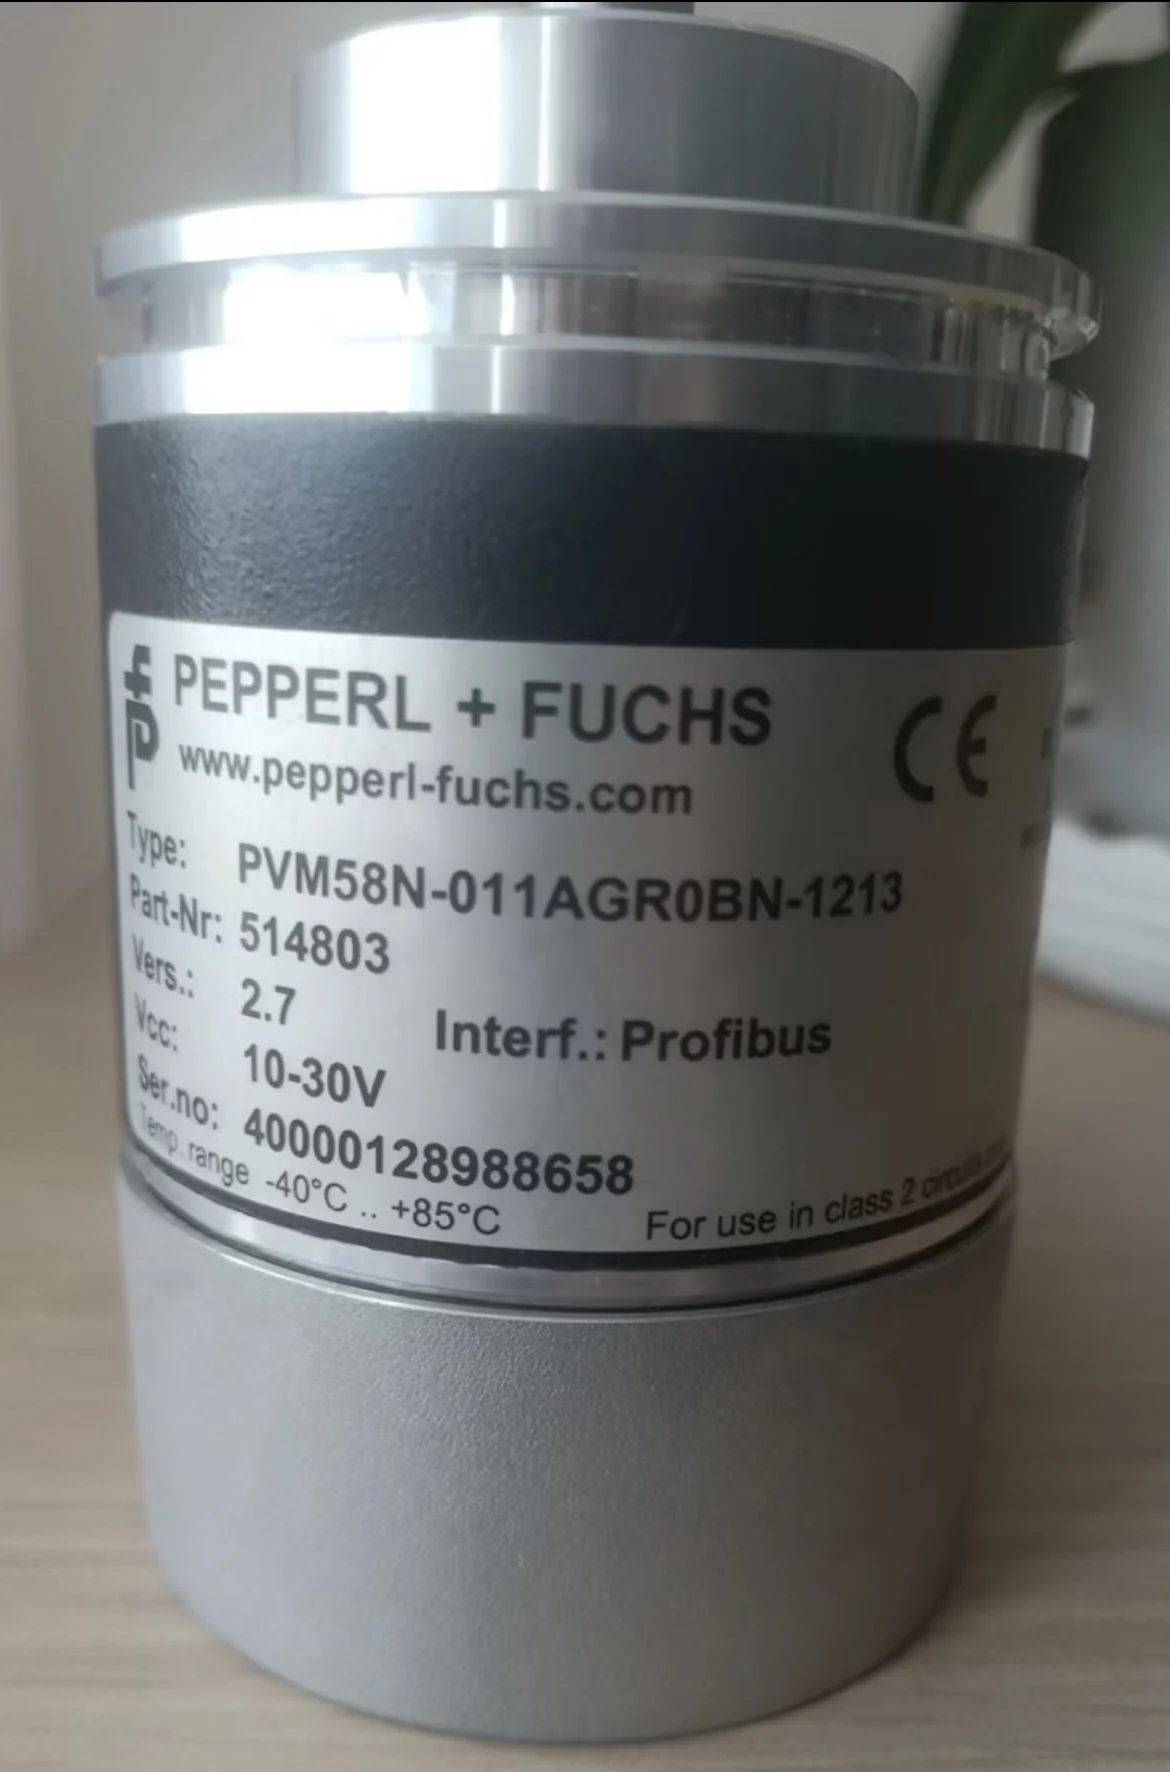 PEPPERL + FUCHS
CE
www.pepperl-fuchs.com
Type: PVM58N-011AGR0BN-1213
Part-Nr: 514803
Vers.: 2.7
Interf.: Profibus
Vcc: 10-30V
Ser.no: 40000128988658
Temp. range -40°C .. +85°C
For use in class 2 circuits